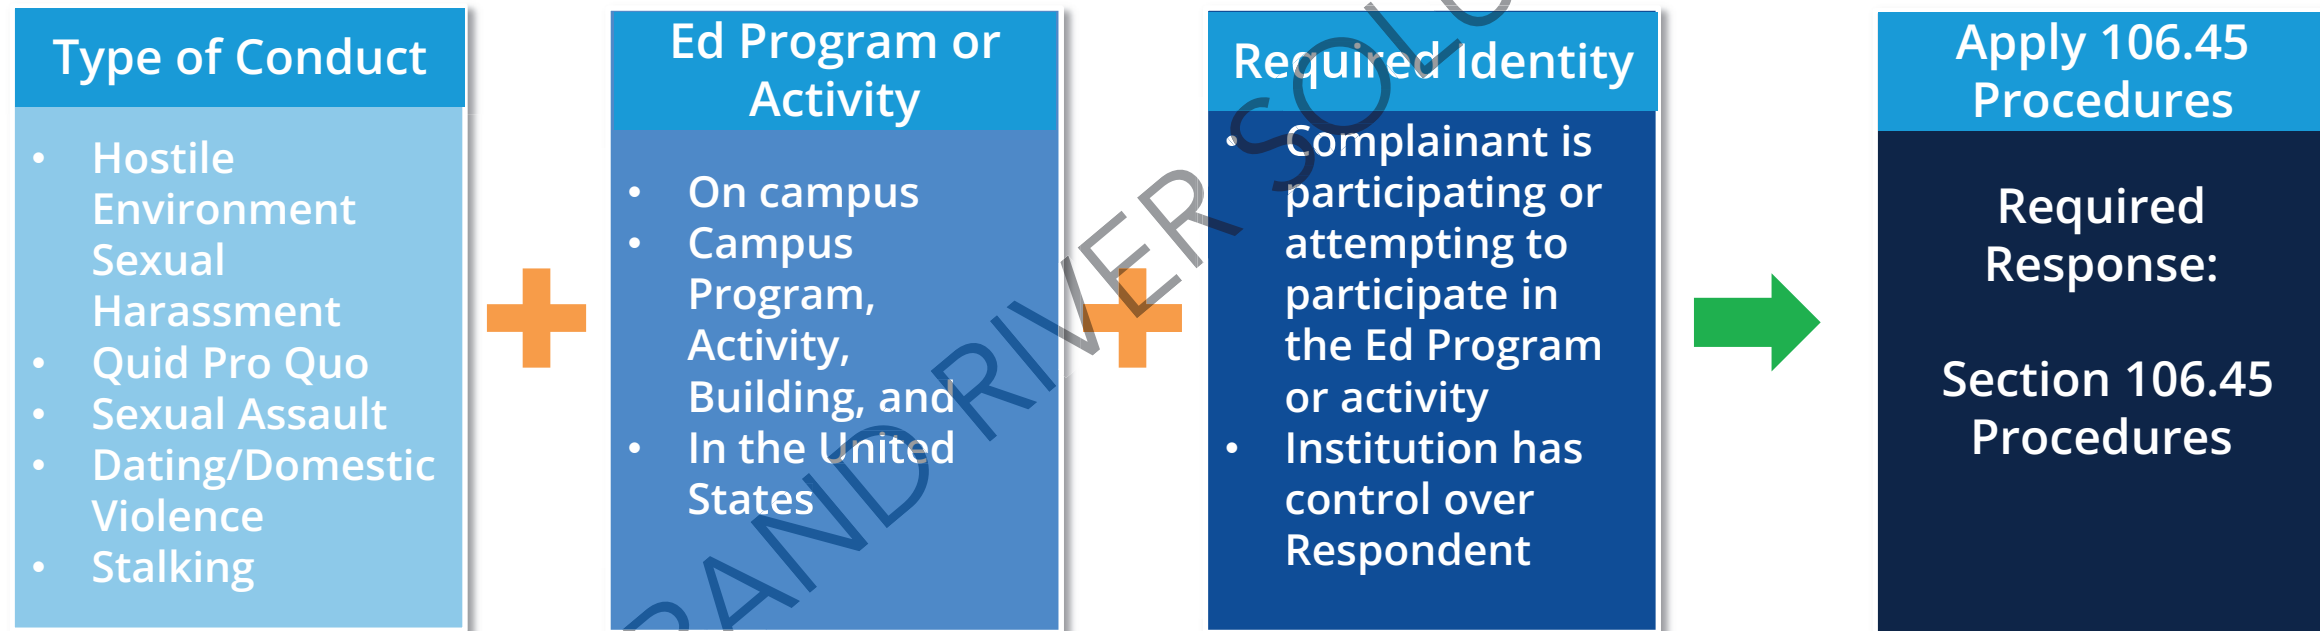 Type of Conduct
• Hostile
Environment
Sexual
Harassment
• Quid Pro Quo
• Sexual Assault
• Dating/Domestic
Violence
• Stalking
Ed Program or
Activity
• On campus
• Campus
Program,
Activity,
Building, and
• In the United
States
Required Identity
• Complainant is
participating or
attempting to
participate in
the Ed Program
or activity
• Institution has
control over
Respondent
Apply 106.45
Procedures
Required
Response:
Section 106.45
Procedures
RAND RIVER SOLU